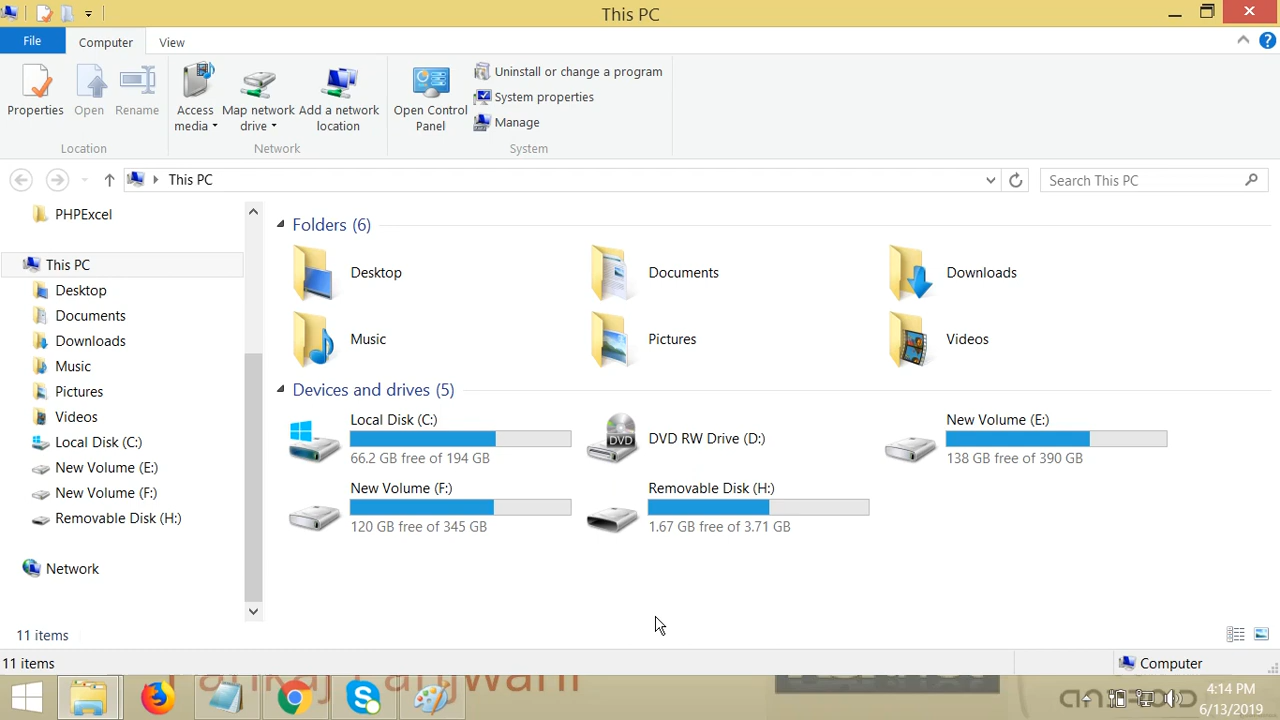 This PC
File
Computer
View
Properties
Open
Rename
Access media
Map network drive
Add a network location
Open Control Panel
Uninstall or change a program
System properties
Manage
Location
Network
System
This PC
Search This PC
PHPExcel
This PC
Desktop
Documents
Downloads
Music
Pictures
Videos
Local Disk (C:)
New Volume (E:)
New Volume (F:)
Removable Disk (H:)
Network
Folders (6)
Desktop
Documents
Downloads
Music
Pictures
Videos
Devices and drives (5)
Local Disk (C:)
66.2 GB free of 194 GB
DVD
DVD RW Drive (D:)
New Volume (E:)
138 GB free of 390 GB
New Volume (F:)
120 GB free of 345 GB
Removable Disk (H:)
1.67 GB free of 3.71 GB
11 items
11 items
Computer
ANDROID
4:14 PM
6/13/2019